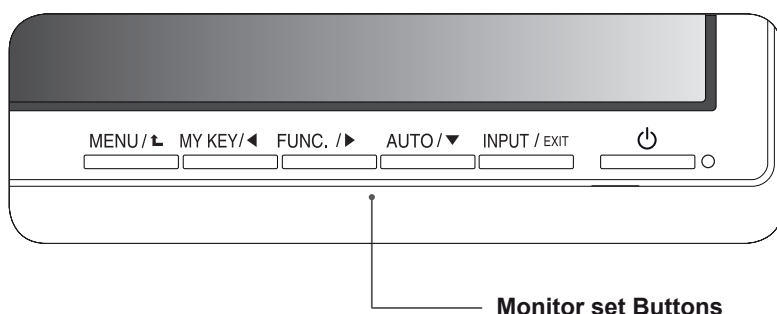 MENU / MY KEY/◀ FUNC. /▶ AUTO/▼ INPUT / EXIT
Monitor set Buttons